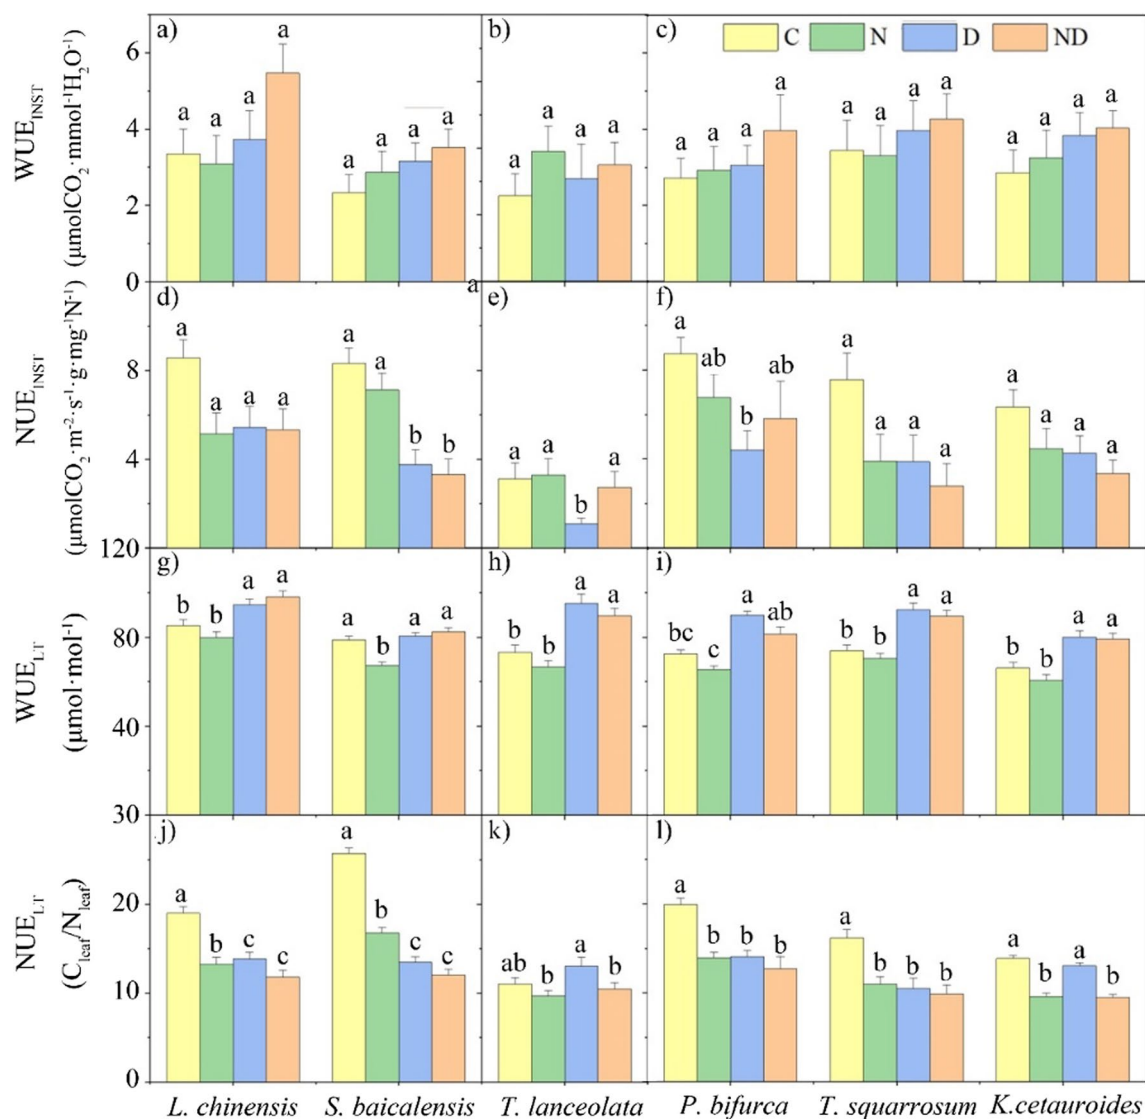 a) b) c) C N D ND
WUE_INST
(μmolCO₂·mmol⁻¹H₂O⁻¹)
6
4
2
0
a a a a a a a a
a a a a
a a a a a a a a a a a a
d) a e) f)
NUE_INST
(μmolCO₂·m⁻²·s⁻¹·g·mg⁻¹N⁻¹)
8
4
120
a a a a a a b b
a a b a
a ab b ab a a a a a a a a
g) h) i)
WUE_LT
(μmol·mol⁻¹)
80
40
30
b b a a a b a a
b b a a
bc c a ab b b a a b b a a
j) k) l)
NUE_LT
(C_leaf/N_leaf)
20
10
0
a b c c a b c c
ab b a b
a b b b a b b b a b a b
L. chinensis S. baicalensis T. lanceolata P. bifurca T. squarrosum K.cetauroides